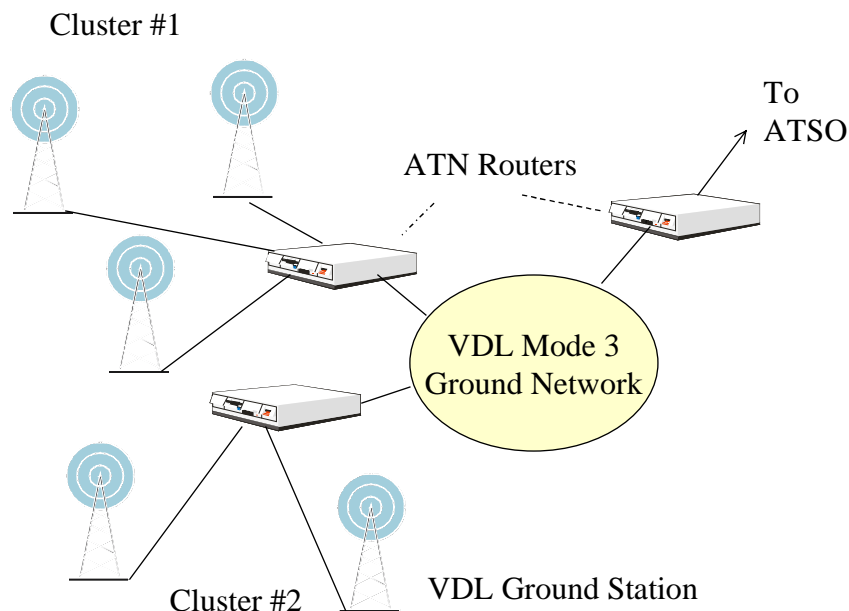 Cluster #1
To
ATSO
ATN Routers
VDL Mode 3
Ground Network
Cluster #2
VDL Ground Station